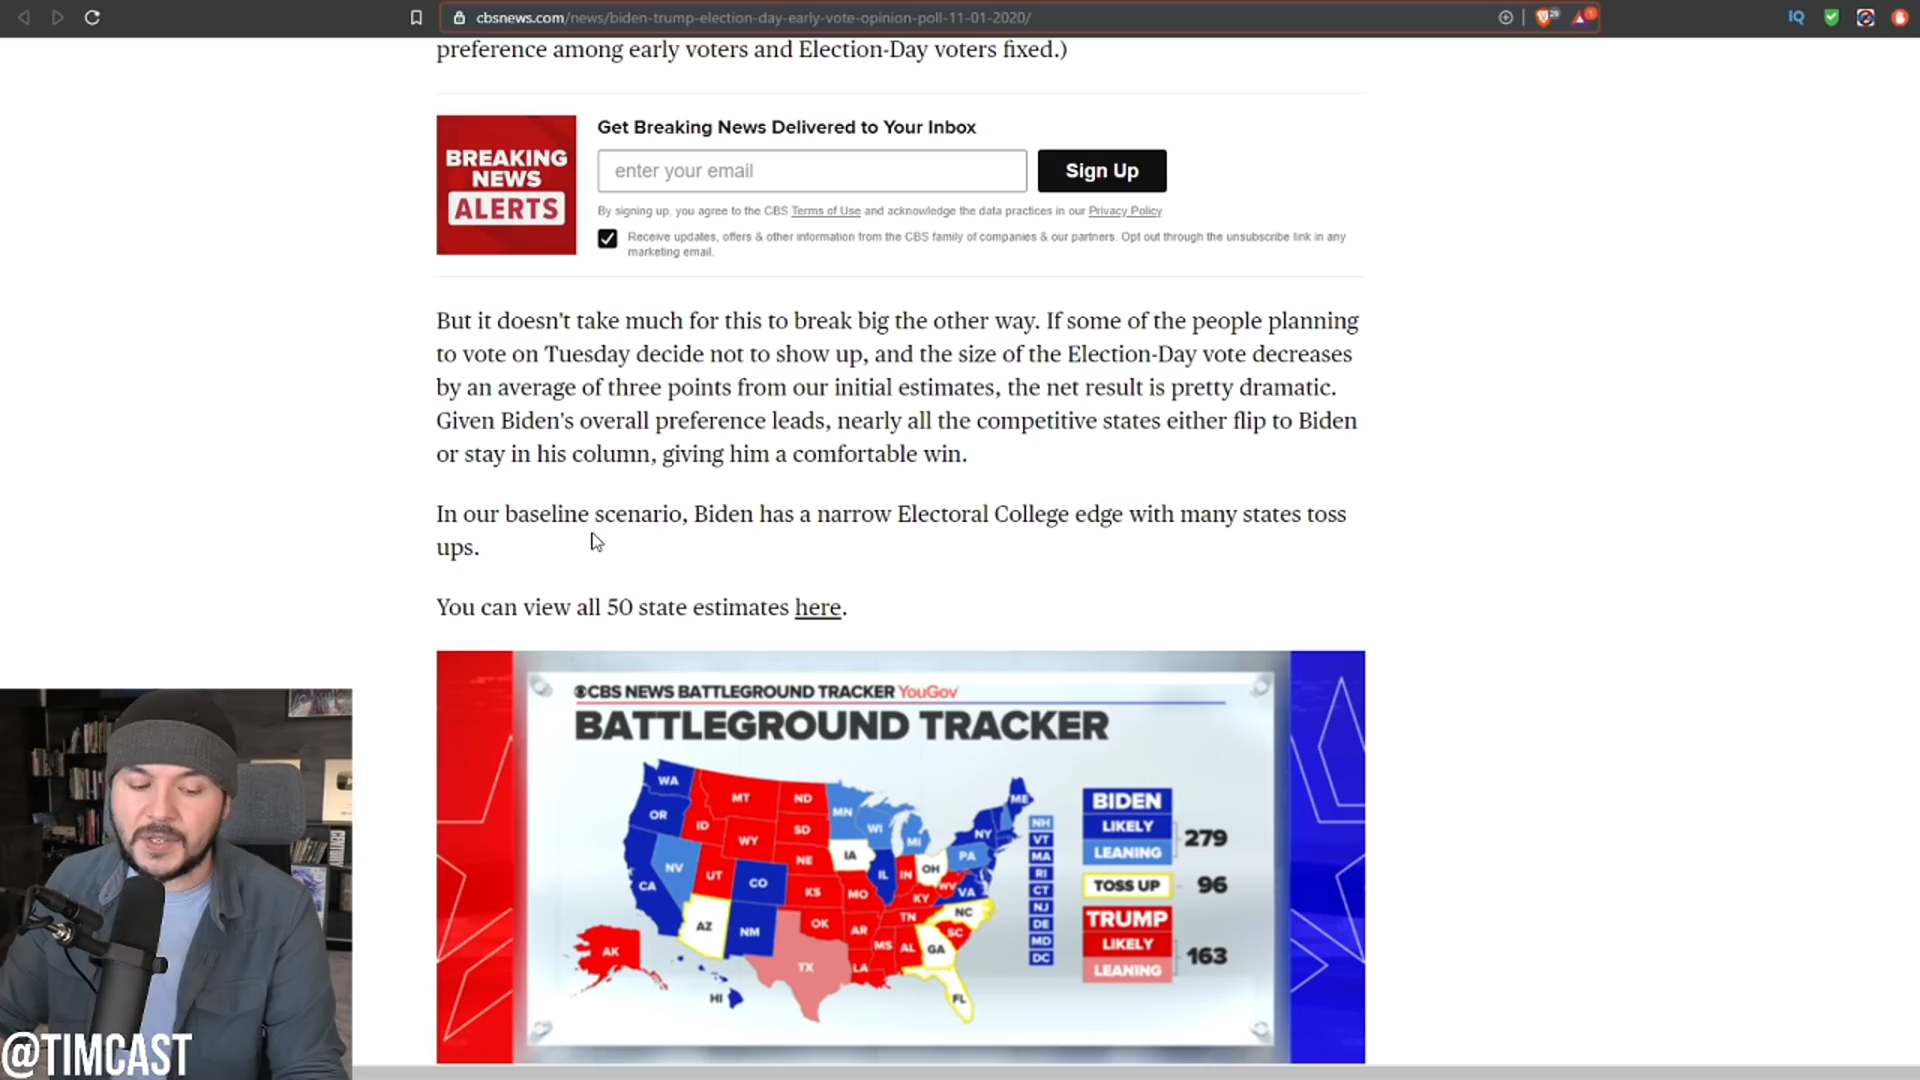 cbsnews.com/news/biden-trump-election-day-early-vote-opinion-poll-11-01-2020/
29
1
IQ
preference among early voters and Election-Day voters fixed.)
BREAKING
NEWS
ALERTS
Get Breaking News Delivered to Your Inbox
enter your email
Sign Up
By signing up, you agree to the CBS Terms of Use and acknowledge the data practices in our Privacy Policy.
Receive updates, offers & other information from the CBS family of companies & our partners. Opt out through the unsubscribe link in any
marketing email.
But it doesn't take much for this to break big the other way. If some of the people planning
to vote on Tuesday decide not to show up, and the size of the Election-Day vote decreases
by an average of three points from our initial estimates, the net result is pretty dramatic.
Given Biden's overall preference leads, nearly all the competitive states either flip to Biden
or stay in his column, giving him a comfortable win.
In our baseline scenario, Biden has a narrow Electoral College edge with many states toss
ups.
You can view all 50 state estimates here.
CBS NEWS BATTLEGROUND TRACKER YouGov
BATTLEGROUND TRACKER
WA
OR
CA
NV
ID
MT
WY
UT
AZ
CO
NM
ND
SD
NE
KS
OK
TX
MN
IA
MO
AR
LA
WI
IL
MI
IN
OH
KY
TN
MS
AL
GA
FL
SC
NC
VA
WV
PA
NY
ME
AK
HI
NH
VT
MA
RI
CT
NJ
DE
MD
DC
BIDEN
LIKELY
LEANING
279
TOSS UP
96
TRUMP
LIKELY
LEANING
163
@TIMCAST